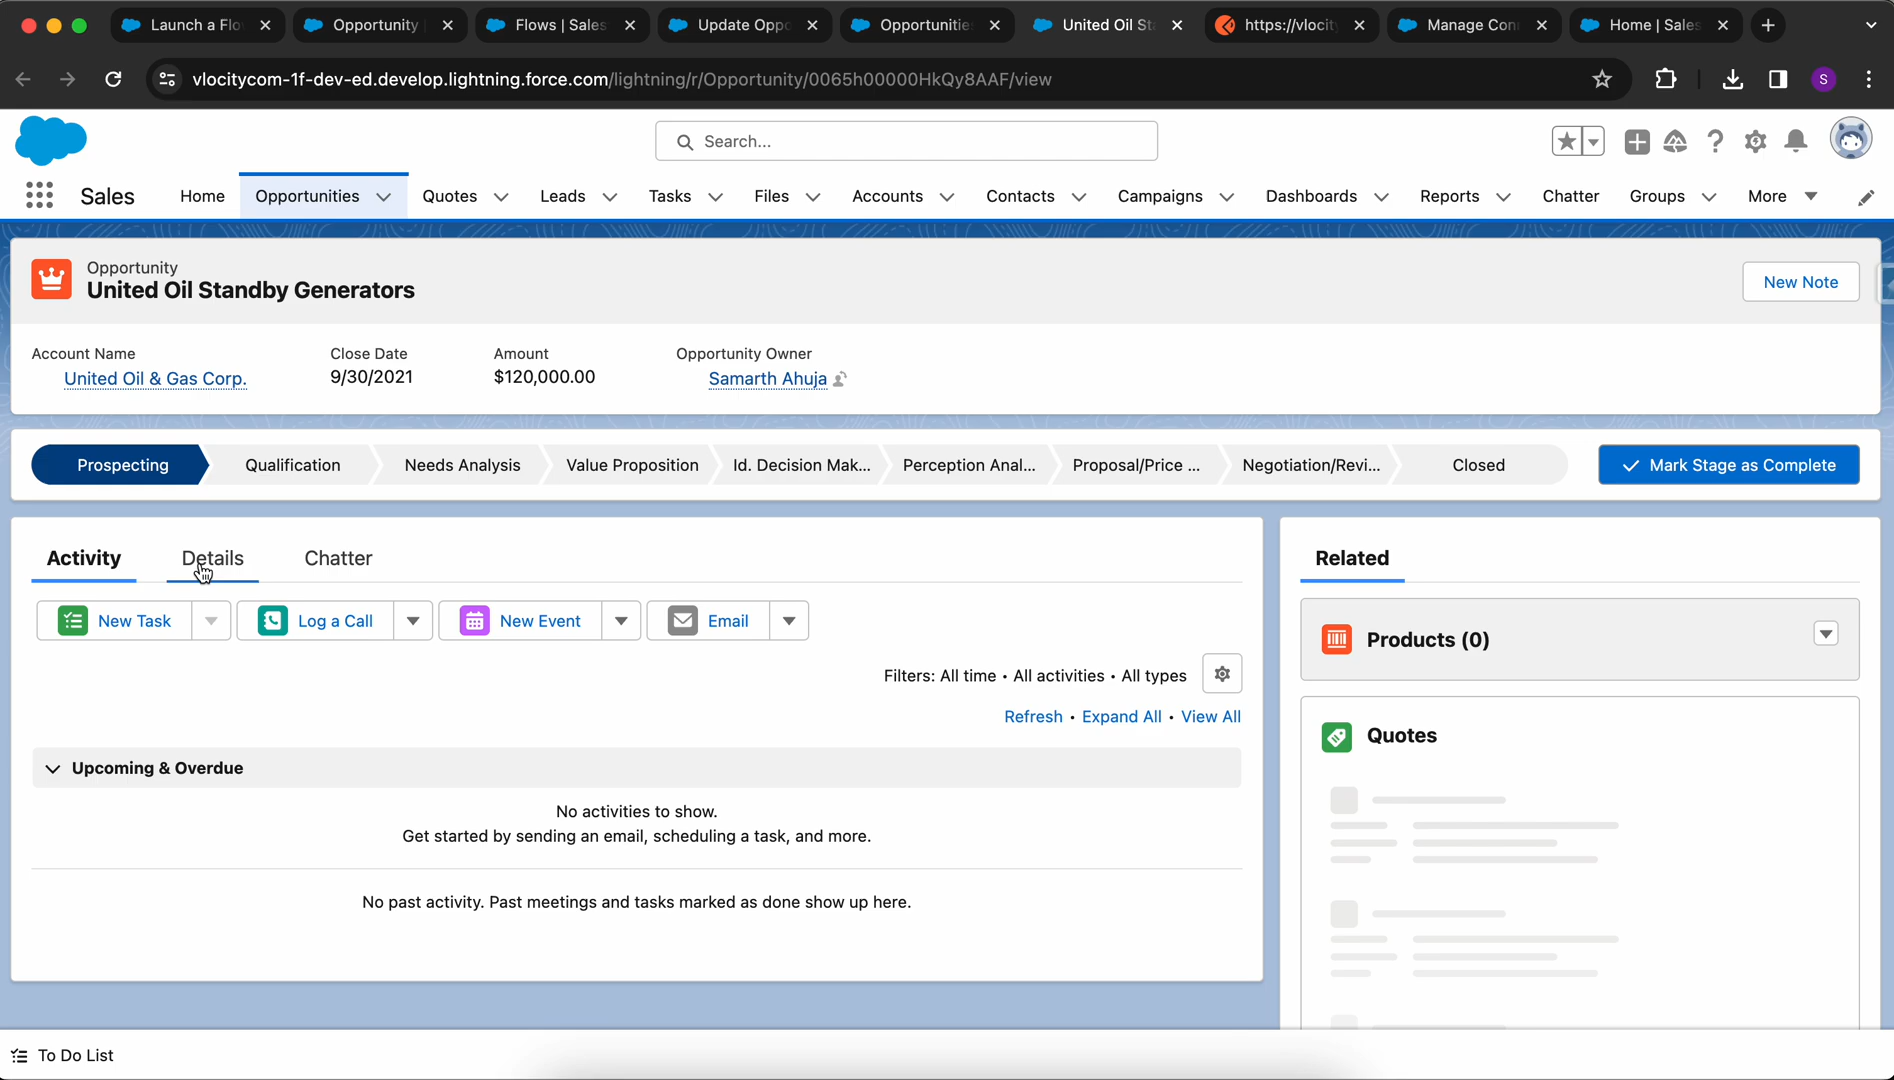 Launch a Flo
Opportunity
Flows | Sales
Update Oppo
Opportunitie
United Oil Sta
https://vlocity
Manage Con
Home | Sales
vlocitycom-1f-dev-ed.develop.lightning.force.com/lightning/r/Opportunity/0065h00000HkQy8AAF/view
S
Search...
Sales
Home
Opportunities
Quotes
Leads
Tasks
Files
Accounts
Contacts
Campaigns
Dashboards
Reports
Chatter
Groups
More
Opportunity
United Oil Standby Generators
New Note
Account Name
United Oil & Gas Corp.
Close Date
9/30/2021
Amount
$120,000.00
Opportunity Owner
Samarth Ahuja
Prospecting
Qualification
Needs Analysis
Value Proposition
Id. Decision Mak...
Perception Anal...
Proposal/Price ...
Negotiation/Revi...
Closed
Mark Stage as Complete
Activity
Details
Chatter
New Task
Log a Call
New Event
Email
Filters: All time • All activities • All types
Refresh • Expand All • View All
Upcoming & Overdue
No activities to show.
Get started by sending an email, scheduling a task, and more.
No past activity. Past meetings and tasks marked as done show up here.
Related
Products (0)
Quotes
To Do List